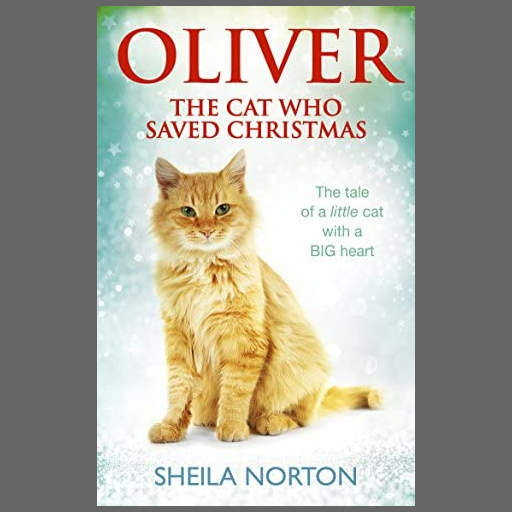 OLIVER
THE CAT WHO
SAVED CHRISTMAS
The tale
of a little cat
with a
BIG heart
SHEILA NORTON